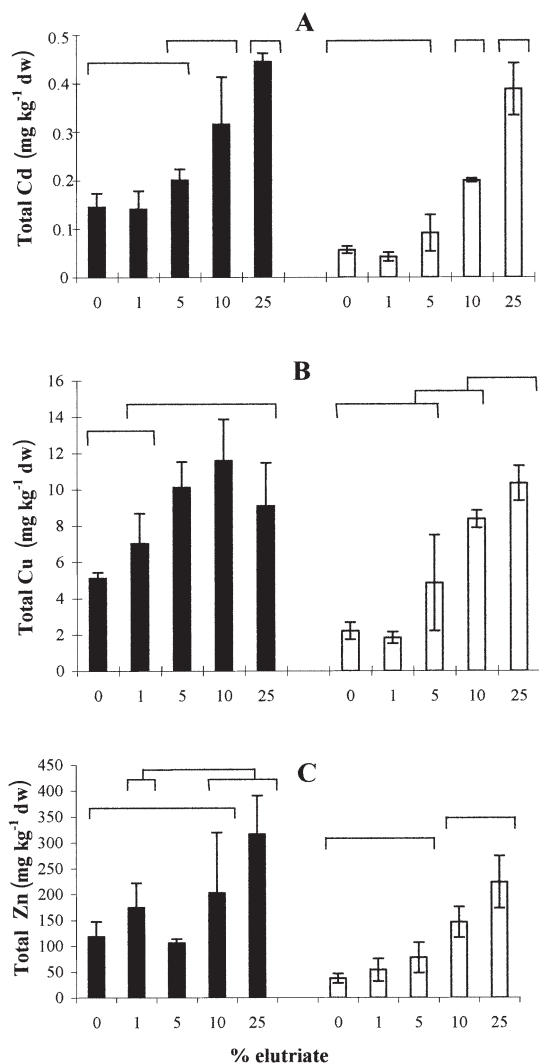 A
Total Cd (mg kg⁻¹ dw)
0.5
0.4
0.3
0.2
0.1
0
0 1 5 10 25 0 1 5 10 25
B
Total Cu (mg kg⁻¹ dw)
16
14
12
10
8
6
4
2
0
0 1 5 10 25 0 1 5 10 25
C
Total Zn (mg kg⁻¹ dw)
450
400
350
300
250
200
150
100
50
0
0 1 5 10 25 0 1 5 10 25
% elutriate